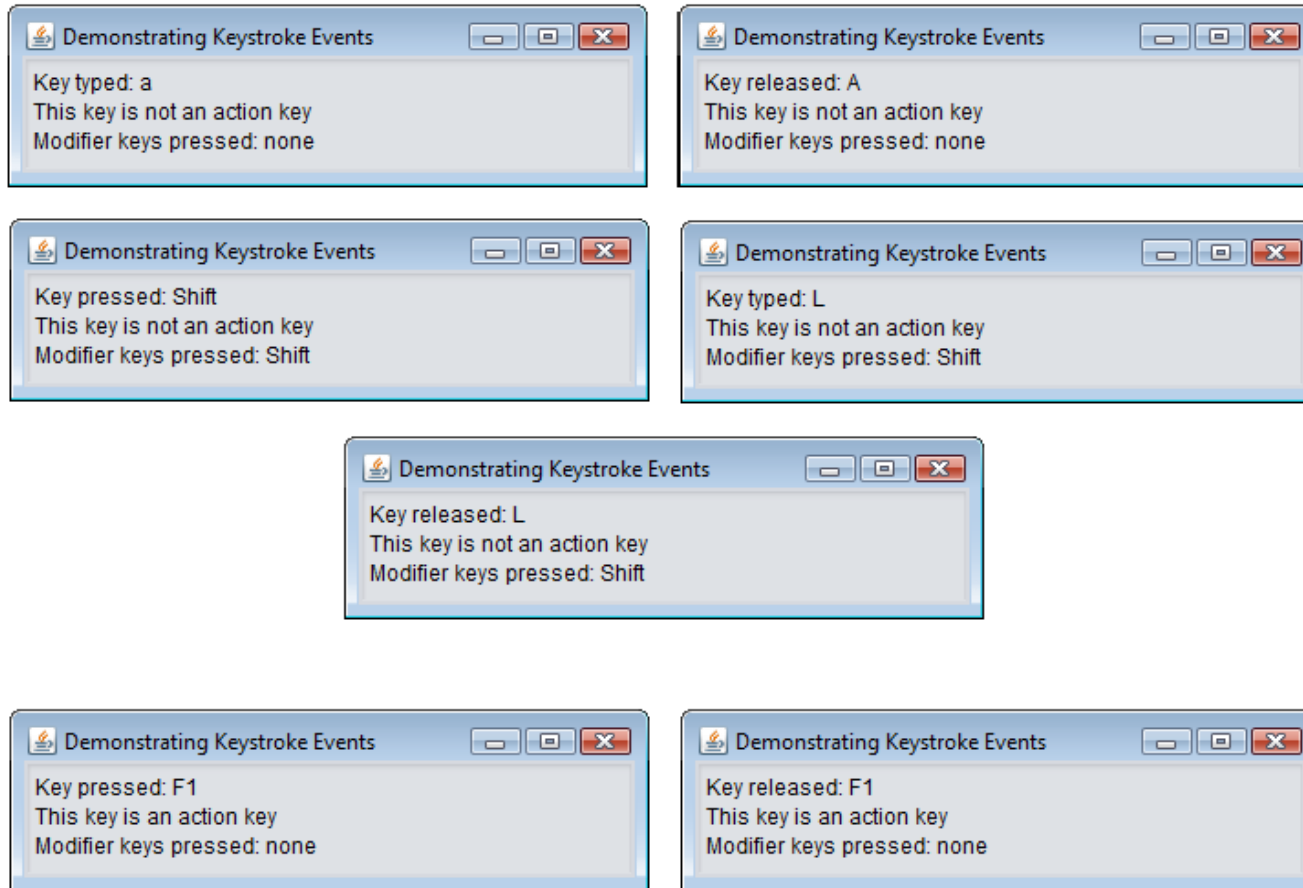 Demonstrating Keystroke Events
Key typed: a
This key is not an action key
Modifier keys pressed: none
Demonstrating Keystroke Events
Key released: A
This key is not an action key
Modifier keys pressed: none
Demonstrating Keystroke Events
Key pressed: Shift
This key is not an action key
Modifier keys pressed: Shift
Demonstrating Keystroke Events
Key typed: L
This key is not an action key
Modifier keys pressed: Shift
Demonstrating Keystroke Events
Key released: L
This key is not an action key
Modifier keys pressed: Shift
Demonstrating Keystroke Events
Key pressed: F1
This key is an action key
Modifier keys pressed: none
Demonstrating Keystroke Events
Key released: F1
This key is an action key
Modifier keys pressed: none